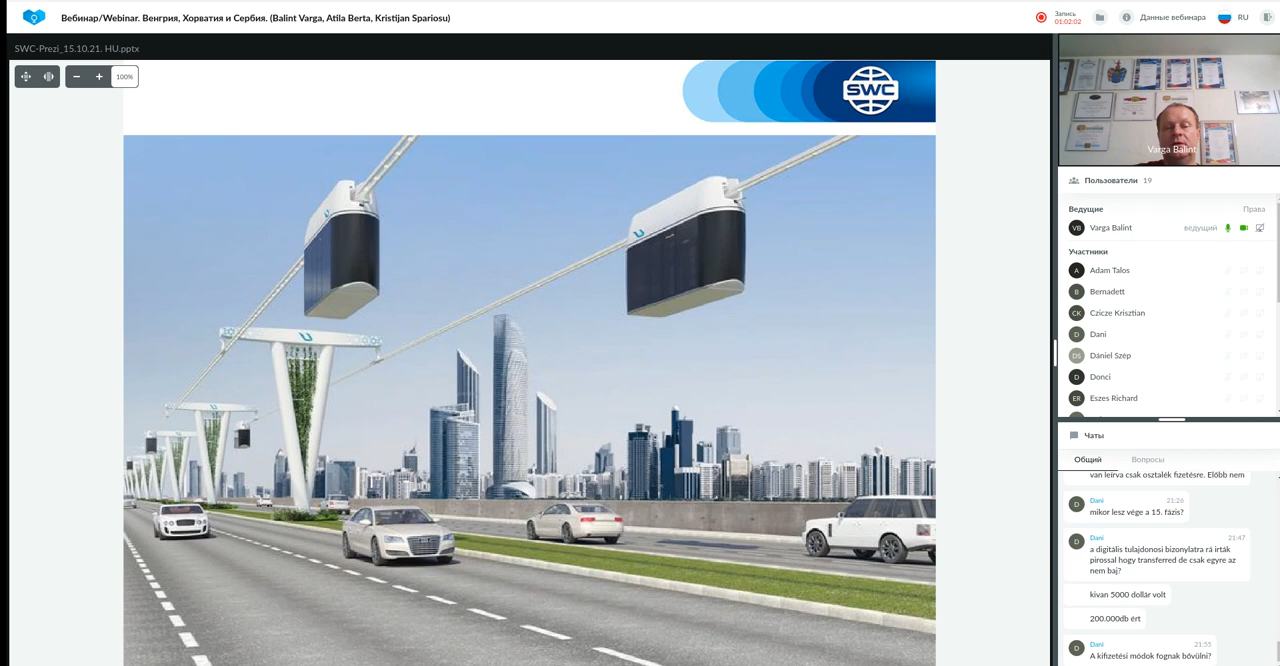 Вебинар/Webinar. Венгрия, Хорватия и Сербия. (Balint Varga, Atila Berta, Kristijan Spariosu)
Запись
01:02:02
Данные вебинара
RU
SWC-Prezi_15.10.21. HU.pptx
100%
SWC
Varga Balint
Пользователи 19
Ведущие Права
VB Varga Balint ведущий
Участники
A Adam Talos
B Bernadett
CK Czicze Krisztian
D Dani
DS Dániel Szép
D Donci
ER Eszes Richard
Чаты
Общий Вопросы
van leírva csak osztalék fizetésre. Előbb nem
D Dani 21:26
mikor lesz vége a 15. fázis?
D Dani 21:47
a digitális tulajdonosi bizonylatra rá írták
pirossal hogy transferred de csak egyre az
nem baj?
kivan 5000 dollár volt
200.000db ért
D Dani 21:55
A kifizetési módok fognak bővülni?